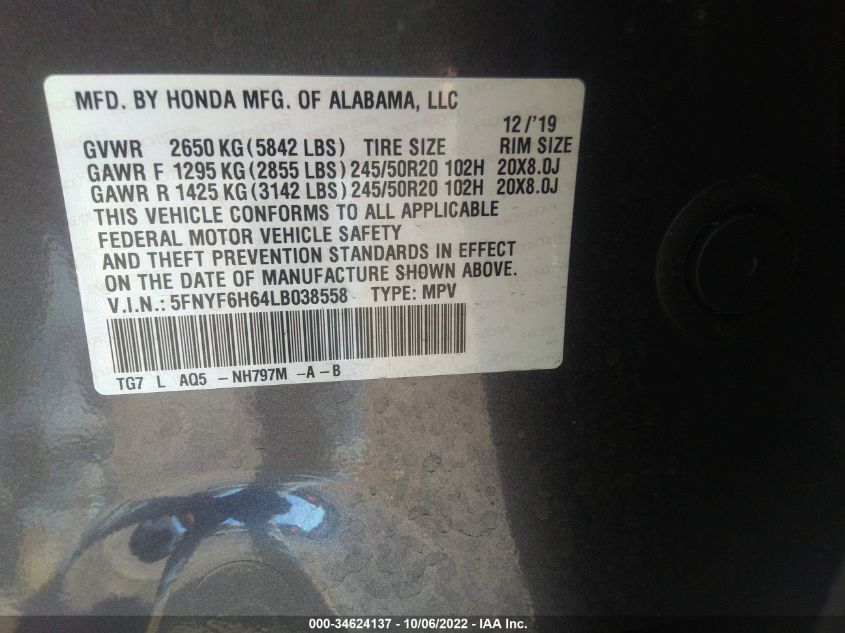 MFD. BY HONDA MFG. OF ALABAMA, LLC
12/'19
GVWR 2650 KG(5842 LBS) TIRE SIZE RIM SIZE
GAWR F 1295 KG(2855 LBS)245/50R20 102H 20X8.0J
GAWR R 1425 KG(3142 LBS)245/50R20 102H 20X8.0J
THIS VEHICLE CONFORMS TO ALL APPLICABLE
FEDERAL MOTOR VEHICLE SAFETY
AND THEFT PREVENTION STANDARDS IN EFFECT
ON THE DATE OF MANUFACTURE SHOWN ABOVE.
V.I.N.: 5FNYF6H64LB038558 TYPE: MPV
TG7 L AQ5 -NH797M -A-B
000-34624137 - 10/06/2022 - IAA Inc.